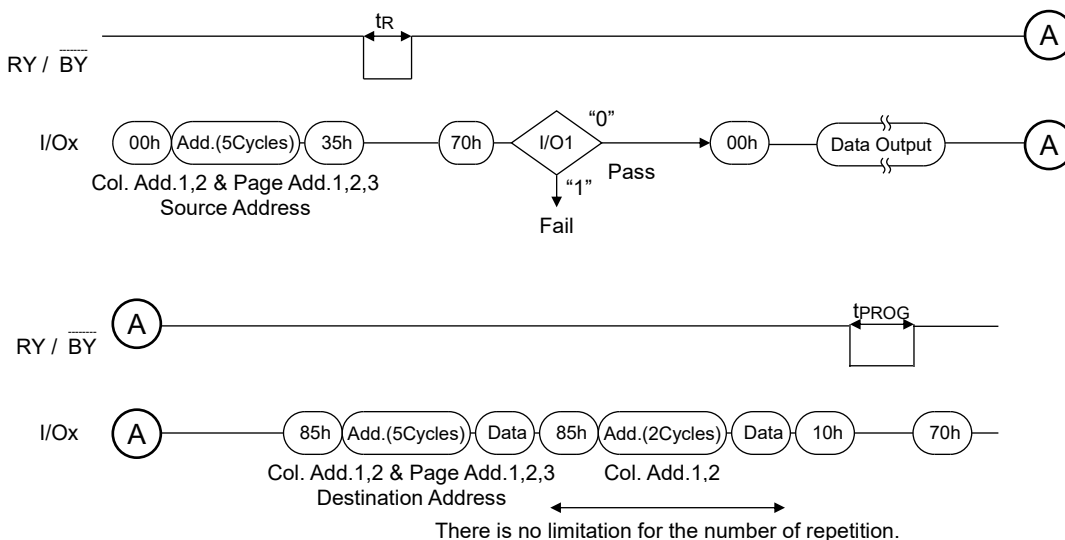 tR
A
RY / BY
I/Ox
00h Add.(5Cycles) 35h 70h I/O1 “0” 00h Data Output A
Pass
“1”
Col. Add.1,2 & Page Add.1,2,3
Source Address
Fail
A
tPROG
RY / BY
I/Ox
A 85h Add.(5Cycles) Data 85h Add.(2Cycles) Data 10h 70h
Col. Add.1,2 & Page Add.1,2,3 Col. Add.1,2
Destination Address
There is no limitation for the number of repetition.